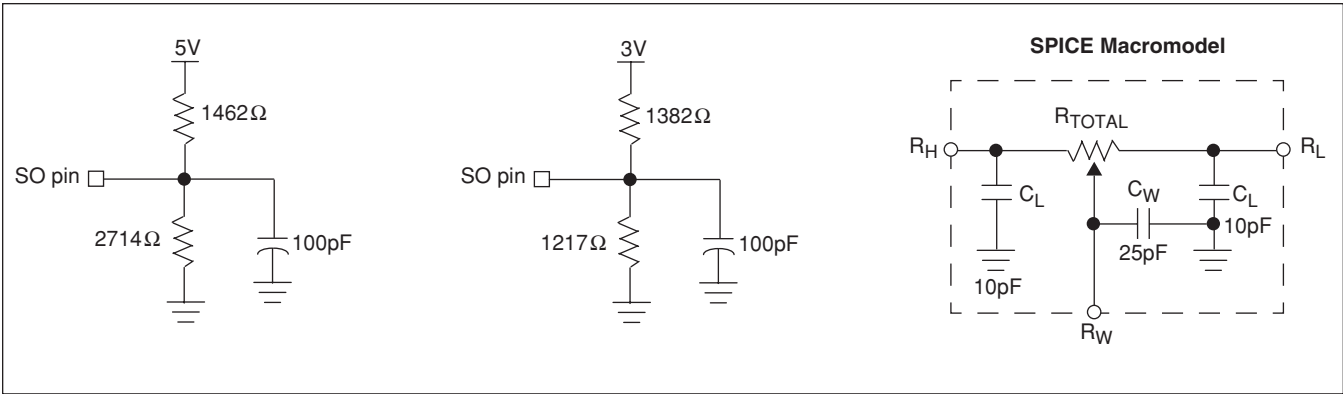 5V
1462Ω
SO pin
2714Ω
100pF
3V
1382Ω
SO pin
1217Ω
100pF
SPICE Macromodel
RTOTAL
RH
RL
CL
CW
CL
10pF
25pF
10pF
RW